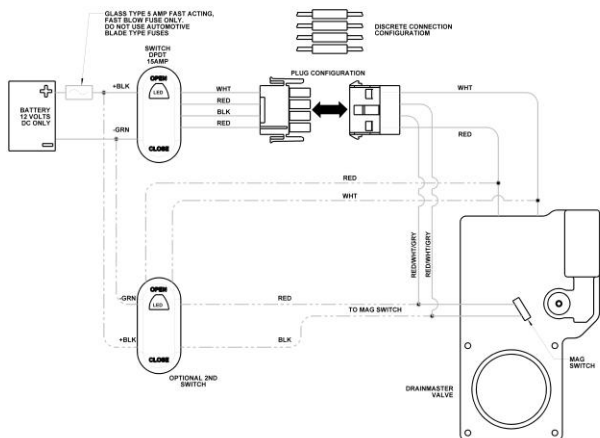 GLASS TYPE 5 AMP FAST ACTING,
FAST BLOW FUSE ONLY.
DO NOT USE AUTOMOTIVE
BLADE TYPE FUSES
DISCRETE CONNECTION
CONFIGURATIOM
SWITCH
DPDT
15AMP
PLUG CONFIGURATION
OPEN
LED
CLOSE
+
BATTERY
12 VOLTS
DC ONLY
-
+BLK
-GRN
WHT
RED
BLK
RED
WHT
RED
RED
WHT
RED/WHT/GRY
RED/WHT/GRY
OPEN
LED
CLOSE
-GRN
+BLK
RED
TO MAG SWITCH
BLK
OPTIONAL 2ND
SWITCH
MAG
SWITCH
DRAINMASTER
VALVE